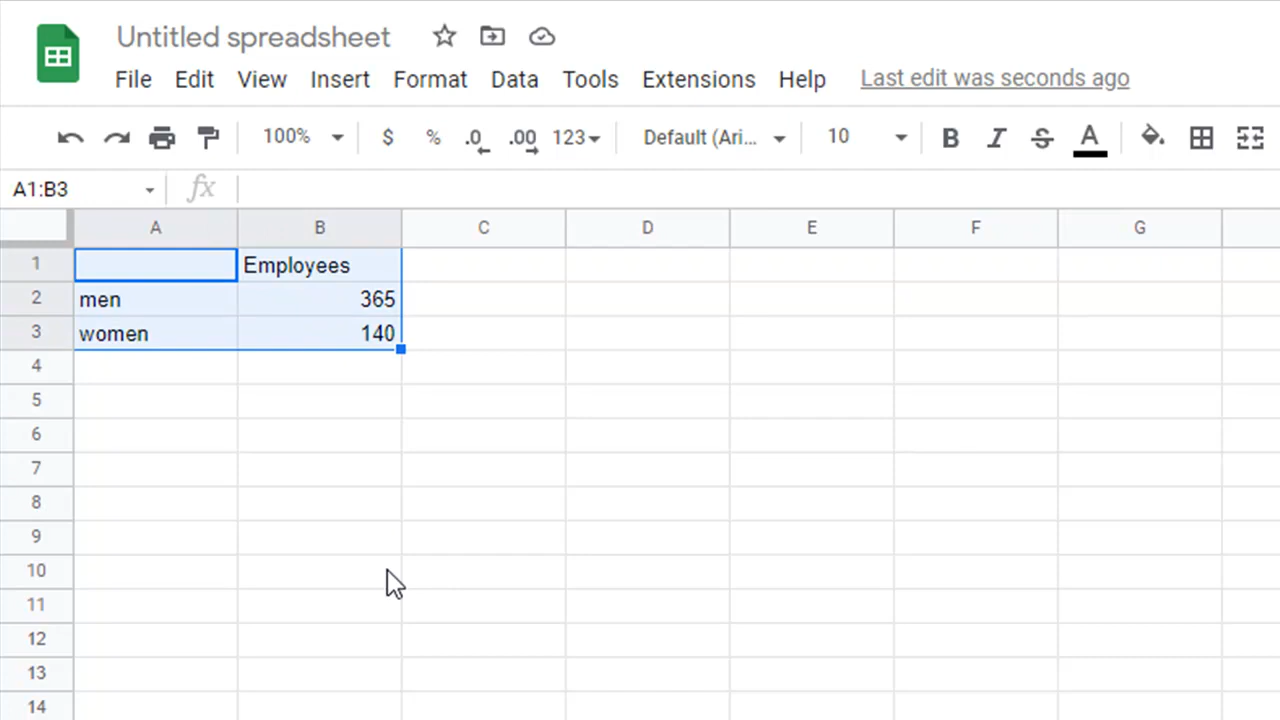 Untitled spreadsheet
File Edit View Insert Format Data Tools Extensions Help Last edit was seconds ago
100% $ % .0 .00 123 Default (Ari... 10 B I S A
A1:B3 fx
A B C D E F G
1 Employees
2 men 365
3 women 140
4
5
6
7
8
9
10
11
12
13
14